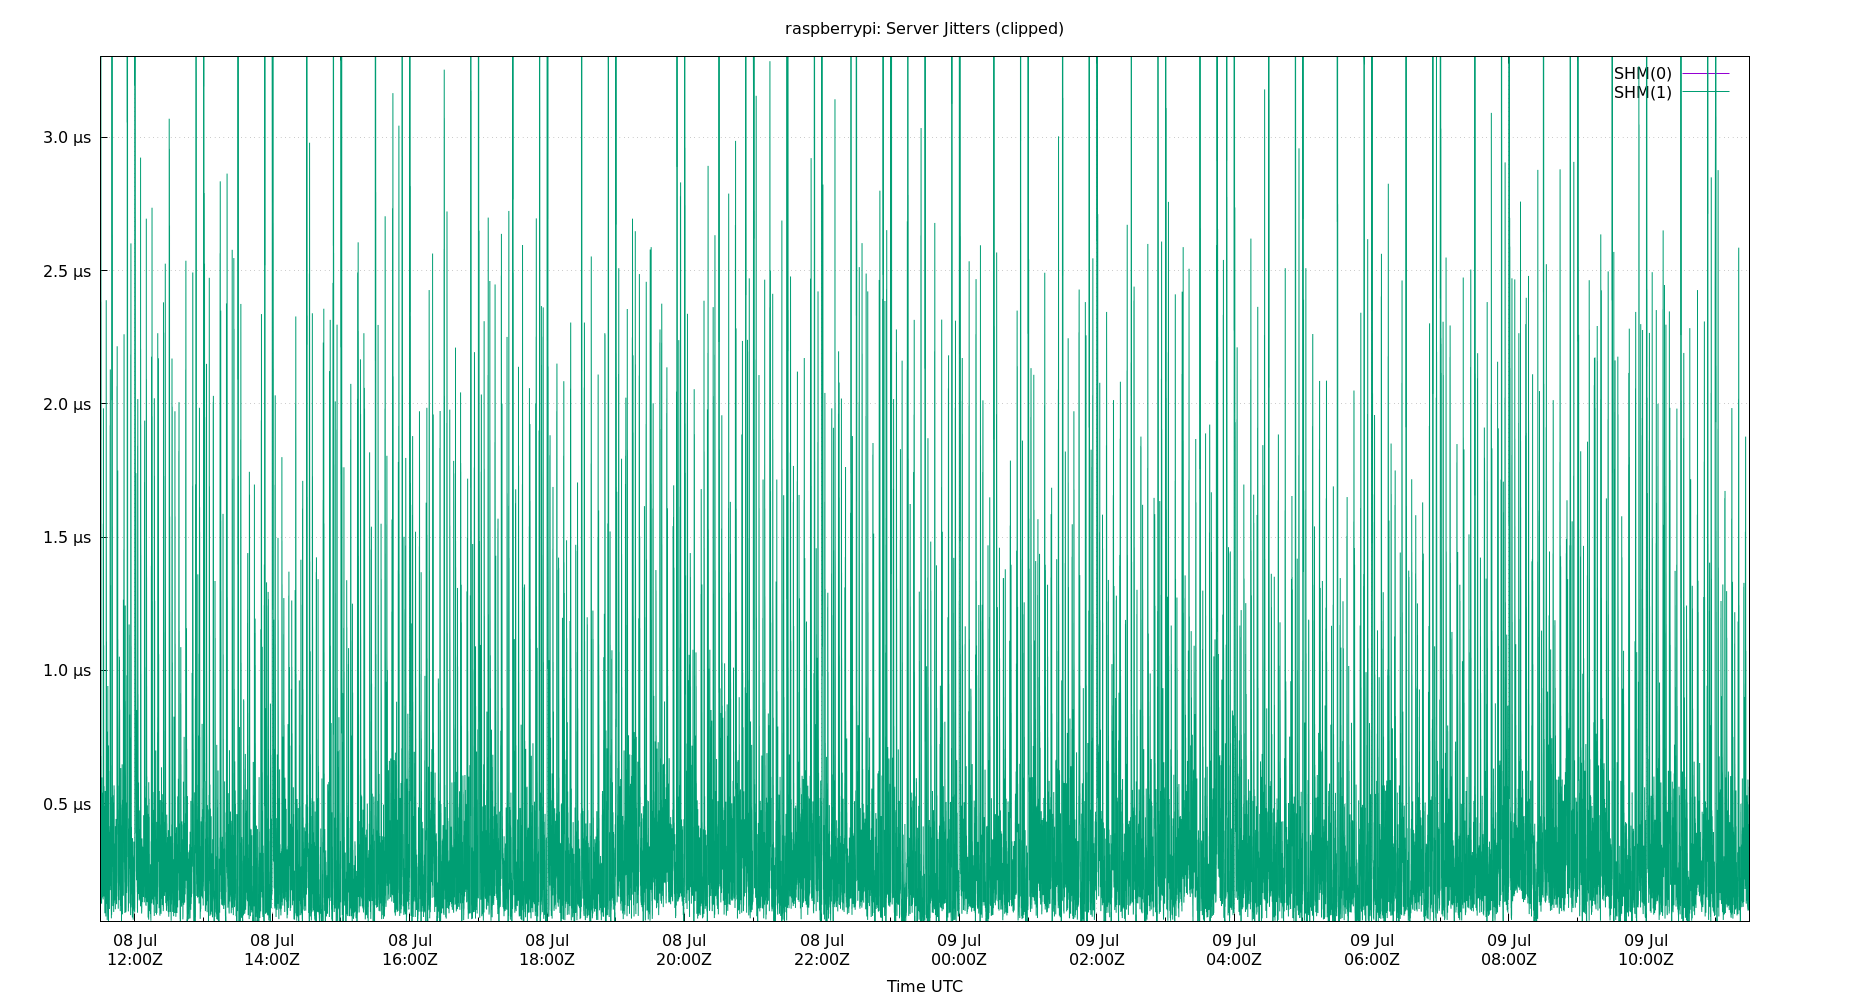 raspberrypi: Server Jitters (clipped)
SHM(0)
SHM(1)
3.0 µs
2.5 µs
2.0 µs
1.5 µs
1.0 µs
0.5 µs
08 Jul 08 Jul 08 Jul 08 Jul 08 Jul 08 Jul 09 Jul 09 Jul 09 Jul 09 Jul 09 Jul 09 Jul
12:00Z 14:00Z 16:00Z 18:00Z 20:00Z 22:00Z 00:00Z 02:00Z 04:00Z 06:00Z 08:00Z 10:00Z
Time UTC